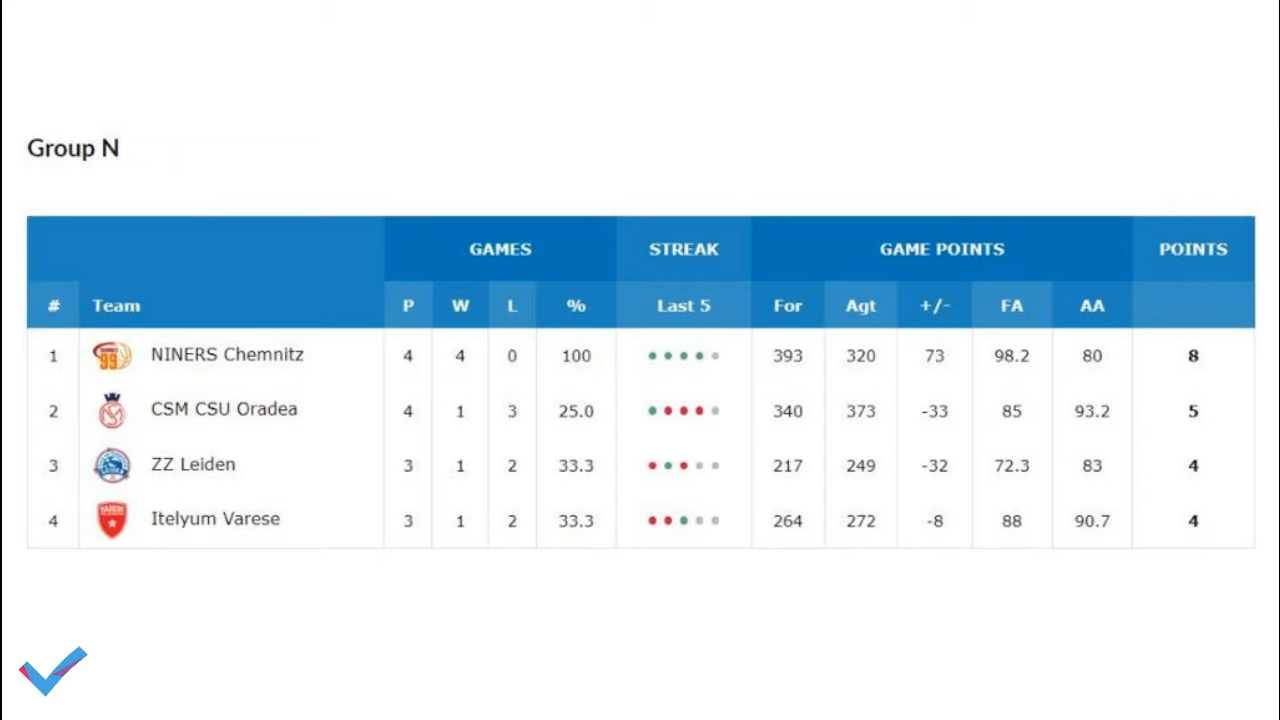 Group N
GAMES STREAK GAME POINTS POINTS
# Team P W L % Last 5 For Agt +/- FA AA
1 NINERS Chemnitz 4 4 0 100 393 320 73 98.2 80 8
2 CSM CSU Oradea 4 1 3 25.0 340 373 -33 85 93.2 5
3 ZZ Leiden 3 1 2 33.3 217 249 -32 72.3 83 4
4 Itelyum Varese 3 1 2 33.3 264 272 -8 88 90.7 4